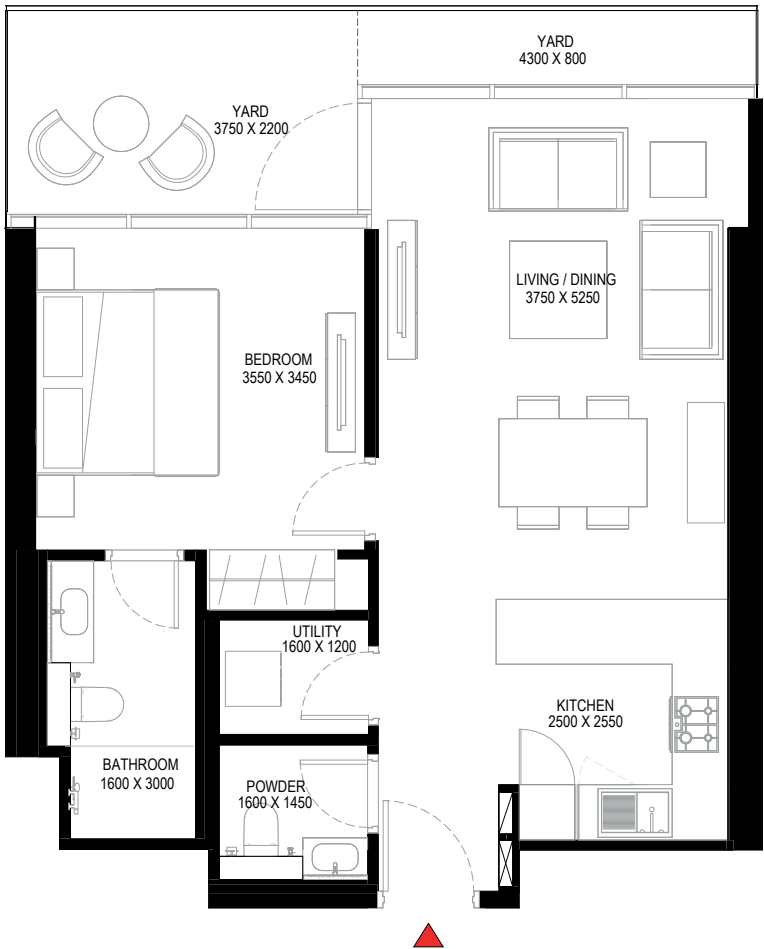 YARD
4300 X 800
YARD
3750 X 2200
LIVING / DINING
3750 X 5250
BEDROOM
3550 X 3450
UTILITY
1600 X 1200
KITCHEN
2500 X 2550
BATHROOM
1600 X 3000
POWDER
1600 X 1450